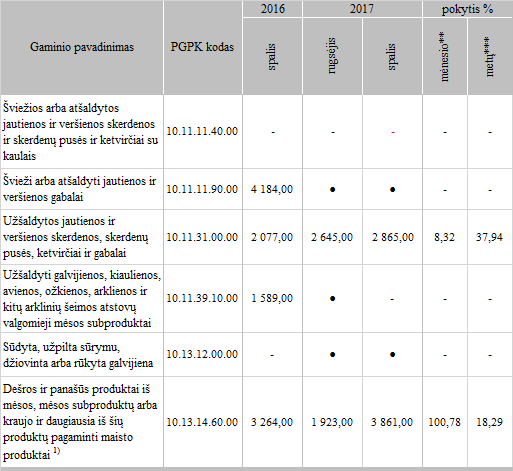 Gaminio pavadinimas PGPK kodas 2016 2017 pokytis %
spalis rugsėjis spalis mėnesio** metų***
Šviežios arba atšaldytos
jautienos ir veršienos skerdenos
ir skerdenų pusės ir ketvirčiai su
kaulais
10.11.11.40.00 - - - - -
Švieži arba atšaldyti jautienos ir
veršienos gabalai
10.11.11.90.00 4 184,00 ● ● - -
Užšaldytos jautienos ir
veršienos skerdenos, skerdenų
pusės, ketvirčiai ir gabalai
10.11.31.00.00 2 077,00 2 645,00 2 865,00 8,32 37,94
Užšaldyti galvijienos, kiaulienos,
avienos, ožkienos, arklienos ir
kitų arklinių šeimos atstovų
valgomieji mėsos subproduktai
10.11.39.10.00 1 589,00 ● - - -
Sūdyta, užpilta sūrymu,
džiovinta arba rūkyta galvijiena
10.13.12.00.00 - ● ● - -
Dešros ir panašūs produktai iš
mėsos, mėsos subproduktų arba
kraujo ir daugiausia iš šių
produktų pagaminti maisto
produktai 1)
10.13.14.60.00 3 264,00 1 923,00 3 861,00 100,78 18,29